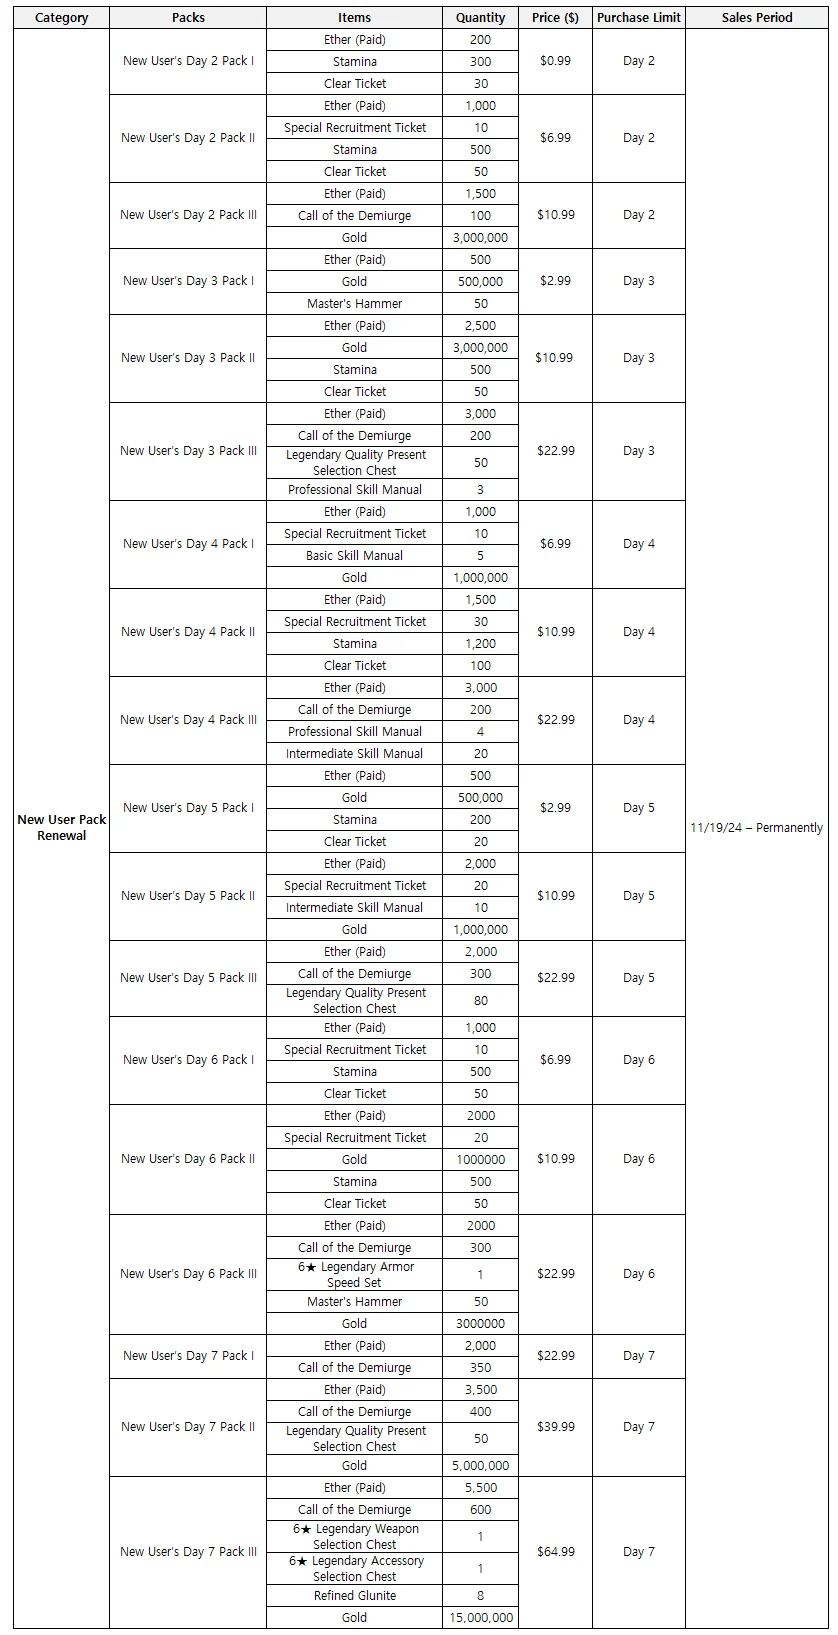 Category Packs Items Quantity Price ($) Purchase Limit Sales Period
New User Pack
Renewal
11/19/24 – Permanently
New User's Day 2 Pack I
Ether (Paid) 200
Stamina 300
Clear Ticket 30
$0.99 Day 2
New User's Day 2 Pack II
Ether (Paid) 1,000
Special Recruitment Ticket 10
Stamina 500
Clear Ticket 50
$6.99 Day 2
New User's Day 2 Pack III
Ether (Paid) 1,500
Call of the Demiurge 100
Gold 3,000,000
$10.99 Day 2
New User's Day 3 Pack I
Ether (Paid) 500
Gold 500,000
Master's Hammer 50
$2.99 Day 3
New User's Day 3 Pack II
Ether (Paid) 2,500
Gold 3,000,000
Stamina 500
Clear Ticket 50
$10.99 Day 3
New User's Day 3 Pack III
Ether (Paid) 3,000
Call of the Demiurge 200
Legendary Quality Present
Selection Chest 50
Professional Skill Manual 3
$22.99 Day 3
New User's Day 4 Pack I
Ether (Paid) 1,000
Special Recruitment Ticket 10
Basic Skill Manual 5
Gold 1,000,000
$6.99 Day 4
New User's Day 4 Pack II
Ether (Paid) 1,500
Special Recruitment Ticket 30
Stamina 1,200
Clear Ticket 100
$10.99 Day 4
New User's Day 4 Pack III
Ether (Paid) 3,000
Call of the Demiurge 200
Professional Skill Manual 4
Intermediate Skill Manual 20
$22.99 Day 4
New User's Day 5 Pack I
Ether (Paid) 500
Gold 500,000
Stamina 200
Clear Ticket 20
$2.99 Day 5
New User's Day 5 Pack II
Ether (Paid) 2,000
Special Recruitment Ticket 20
Intermediate Skill Manual 10
Gold 1,000,000
$10.99 Day 5
New User's Day 5 Pack III
Ether (Paid) 2,000
Call of the Demiurge 300
Legendary Quality Present
Selection Chest 80
$22.99 Day 5
New User's Day 6 Pack I
Ether (Paid) 1,000
Special Recruitment Ticket 10
Stamina 500
Clear Ticket 50
$6.99 Day 6
New User's Day 6 Pack II
Ether (Paid) 2000
Special Recruitment Ticket 20
Gold 1000000
Stamina 500
Clear Ticket 50
$10.99 Day 6
New User's Day 6 Pack III
Ether (Paid) 2000
Call of the Demiurge 300
6★ Legendary Armor
Speed Set 1
Master's Hammer 50
Gold 3000000
$22.99 Day 6
New User's Day 7 Pack I
Ether (Paid) 2,000
Call of the Demiurge 350
$22.99 Day 7
New User's Day 7 Pack II
Ether (Paid) 3,500
Call of the Demiurge 400
Legendary Quality Present
Selection Chest 50
Gold 5,000,000
$39.99 Day 7
New User's Day 7 Pack III
Ether (Paid) 5,500
Call of the Demiurge 600
6★ Legendary Weapon
Selection Chest 1
6★ Legendary Accessory
Selection Chest 1
Refined Glunite 8
Gold 15,000,000
$64.99 Day 7